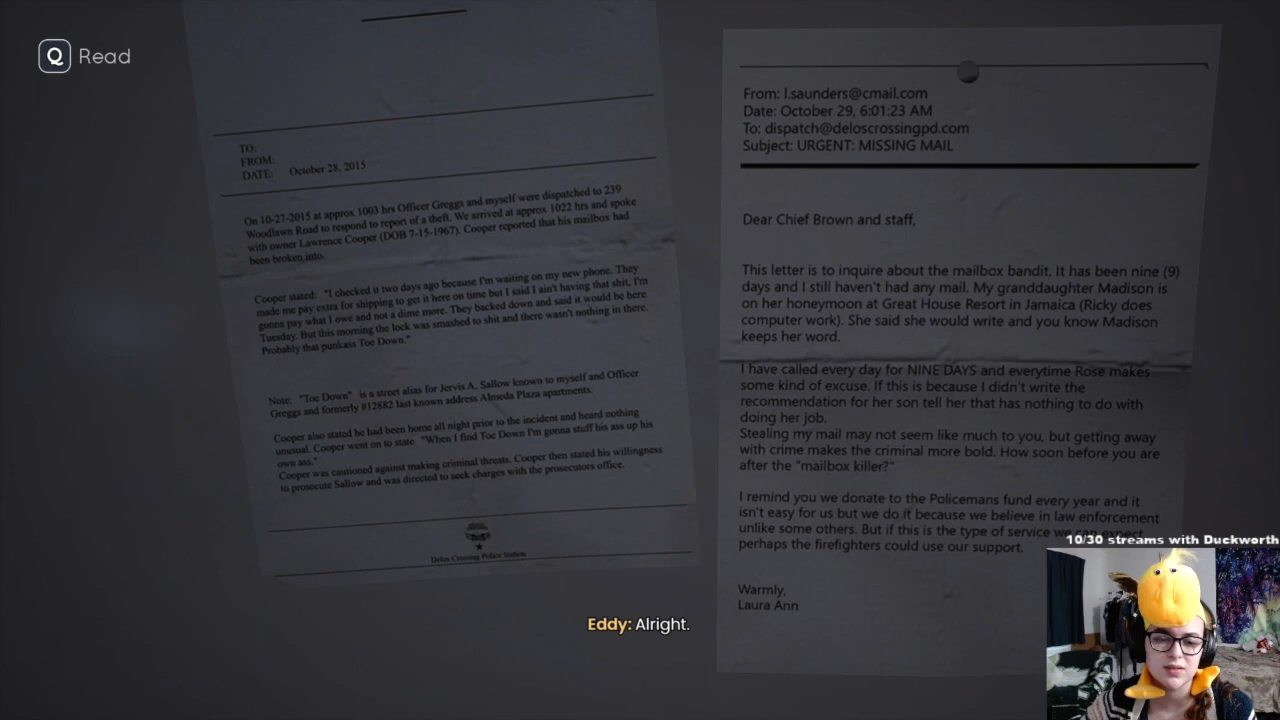 Q Read
TO:
FROM:
DATE: October 28, 2015
On 10-27-2015 at approx 1003 hrs Officer Greggs and myself were dispatched to 239
Woodlawn Road to respond to report of a theft. We arrived at approx 1022 hrs and spoke
with owner Lawrence Cooper (DOB 7-15-1967). Cooper reported that his mailbox had
been broken into.
Cooper stated: "I checked it two days ago because I'm waiting on my new phone. They
made me pay extra for shipping to get it here on time but I said I ain't having that shit, I'm
gonna pay what I owe and not a dime more. They backed down and said it would be here
Tuesday. But this morning the lock was smashed to shit and there wasn't nothing in there.
Probably that punkass Toe Down."
Note: "Toe Down" is a street alias for Jervis A. Sallow known to myself and Officer
Greggs and formerly #12882 last known address Almeda Plaza apartments.
Cooper also stated he had been home all night prior to the incident and heard nothing
unusual. Cooper went on to state "When I find Toe Down I'm gonna stuff his ass up his
own ass."
Cooper was cautioned against making criminal threats. Cooper then stated his willingness
to prosecute Sallow and was directed to seek charges with the prosecutors office.
Delos Crossing Police Station
From: l.saunders@cmail.com
Date: October 29, 6:01:23 AM
To: dispatch@deloscrossingpd.com
Subject: URGENT: MISSING MAIL
Dear Chief Brown and staff,
This letter is to inquire about the mailbox bandit. It has been nine (9)
days and I still haven't had any mail. My granddaughter Madison is
on her honeymoon at Great House Resort in Jamaica (Ricky does
computer work). She said she would write and you know Madison
keeps her word.
I have called every day for NINE DAYS and everytime Rose makes
some kind of excuse. If this is because I didn't write the
recommendation for her son tell her that has nothing to do with
doing her job.
Stealing my mail may not seem like much to you, but getting away
with crime makes the criminal more bold. How soon before you are
after the "mailbox killer?"
I remind you we donate to the Policemans fund every year and it
isn't easy for us but we do it because we believe in law enforcement
unlike some others. But if this is the type of service we can expect
perhaps the firefighters could use our support.
Warmly,
Laura Ann
10/30 streams with Duckworth
Eddy: Alright.